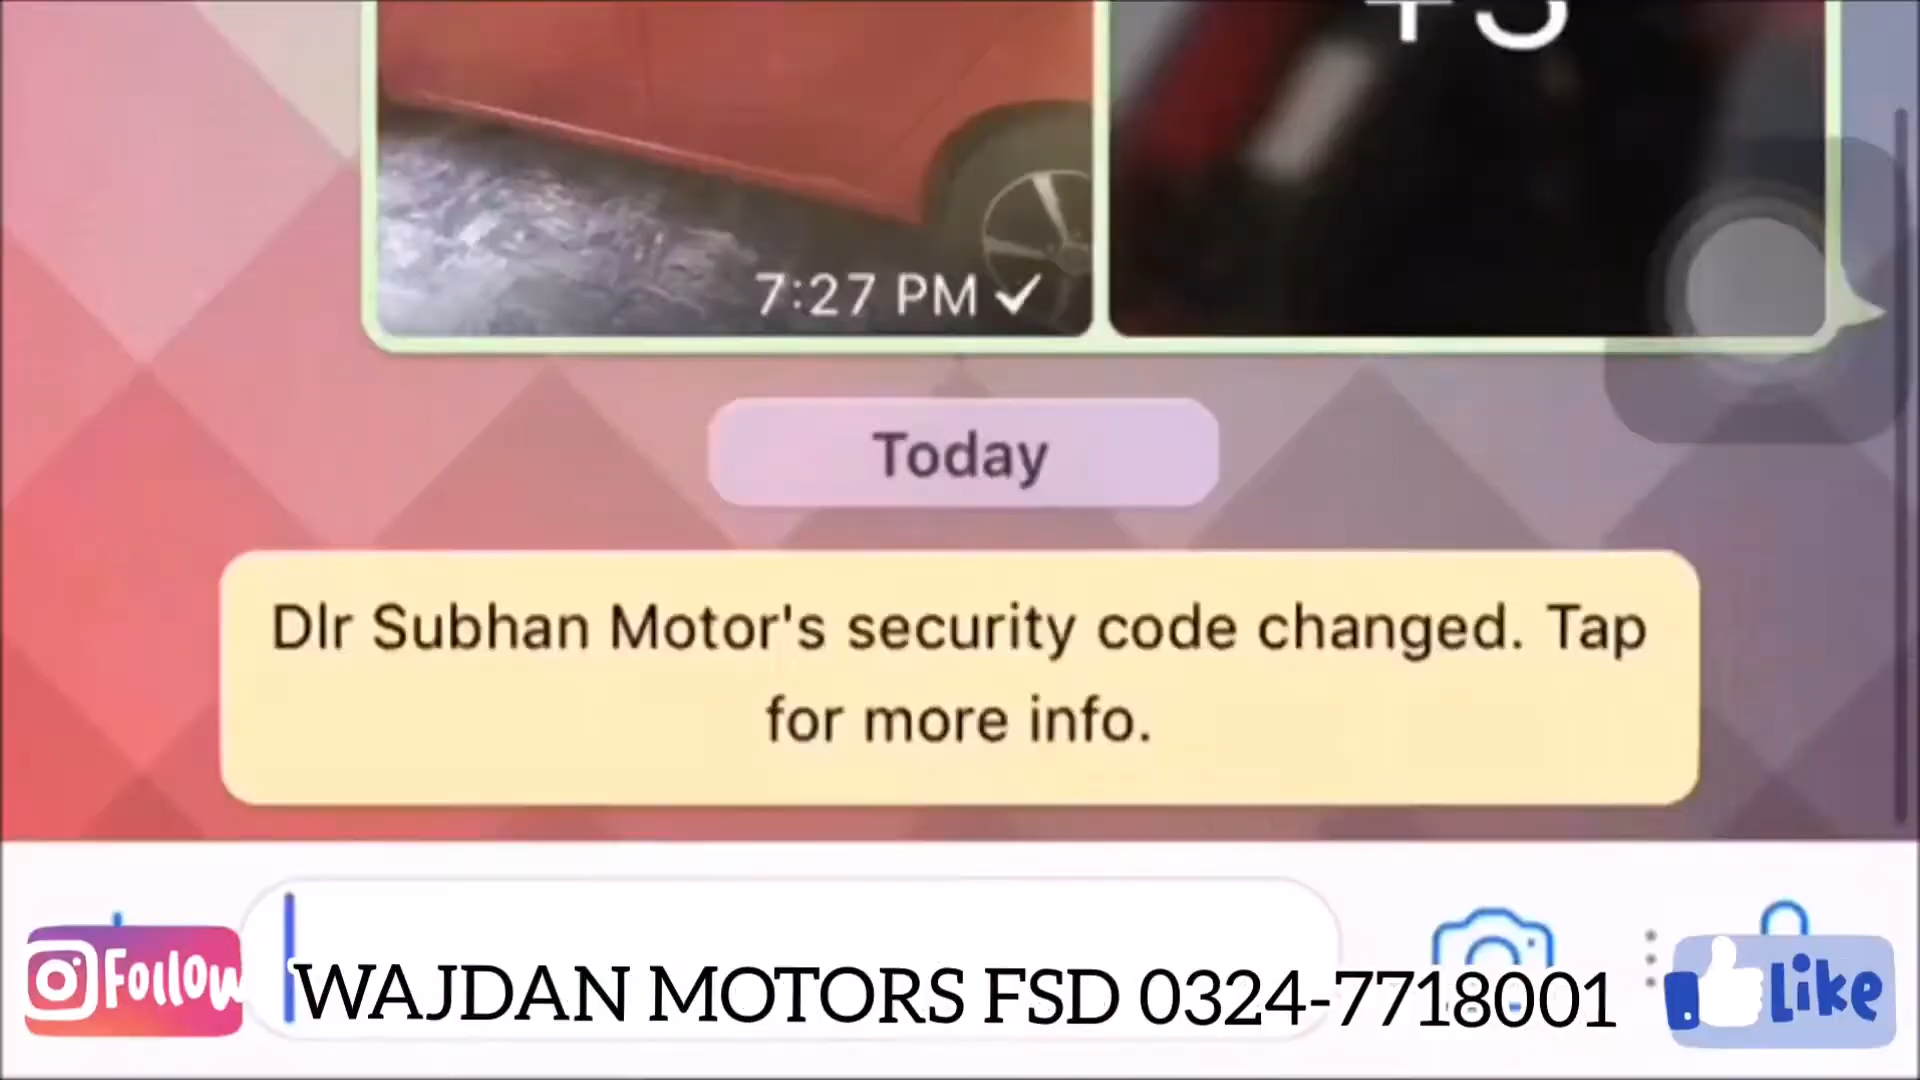 +3
7:27 PM
Today
Dlr Subhan Motor's security code changed. Tap
for more info.
Follow
WAJDAN MOTORS FSD 0324-7718001
Like